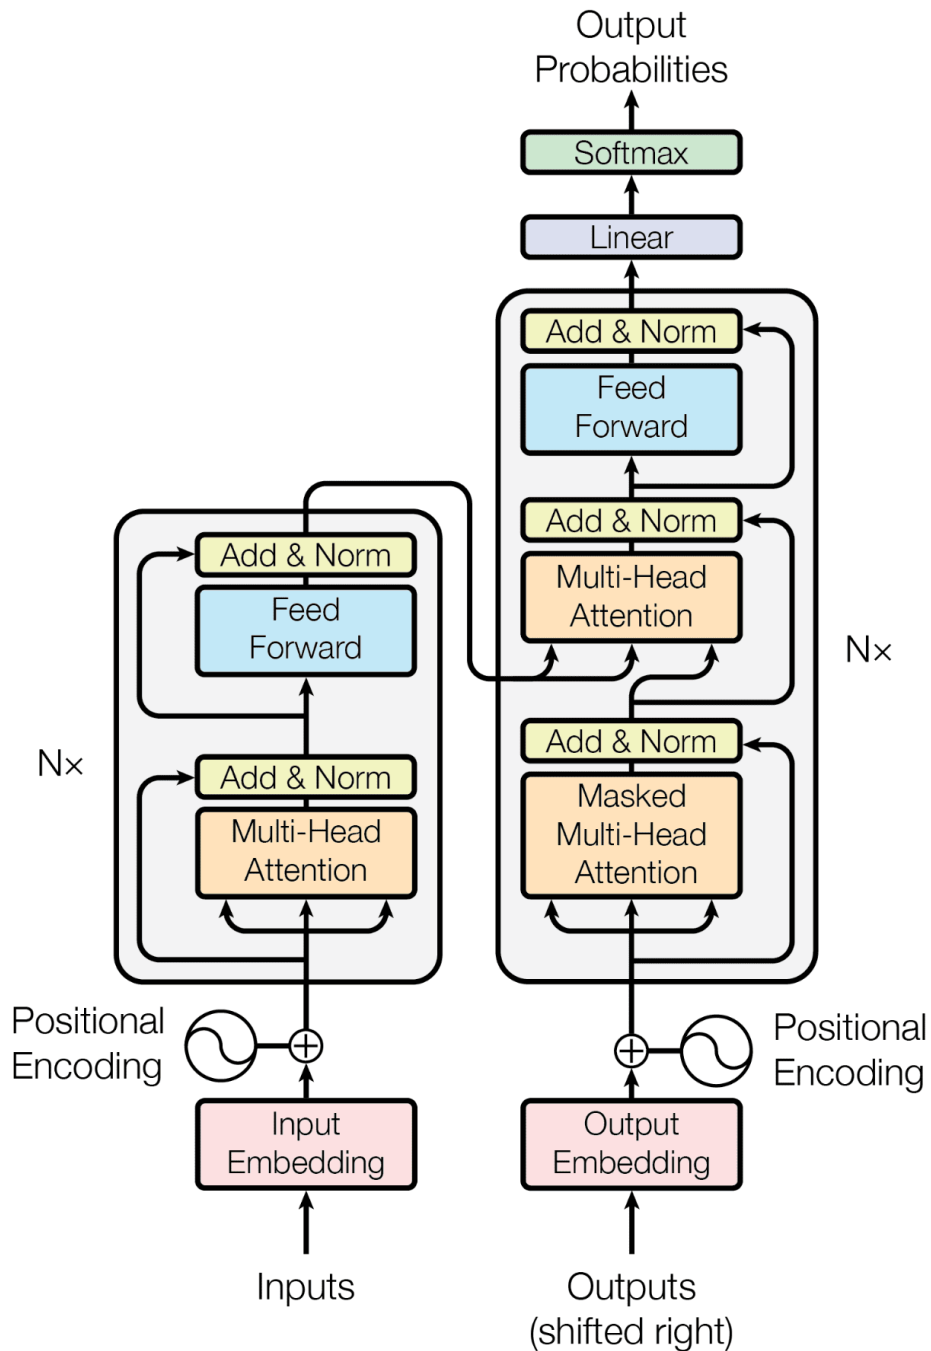 Output
Probabilities
Softmax
Linear
Add & Norm
Feed
Forward
Add & Norm
Multi-Head
Attention
Add & Norm
Masked
Multi-Head
Attention
Nx
Add & Norm
Feed
Forward
Add & Norm
Multi-Head
Attention
Nx
Positional
Encoding
Positional
Encoding
Input
Embedding
Output
Embedding
Inputs
Outputs
(shifted right)